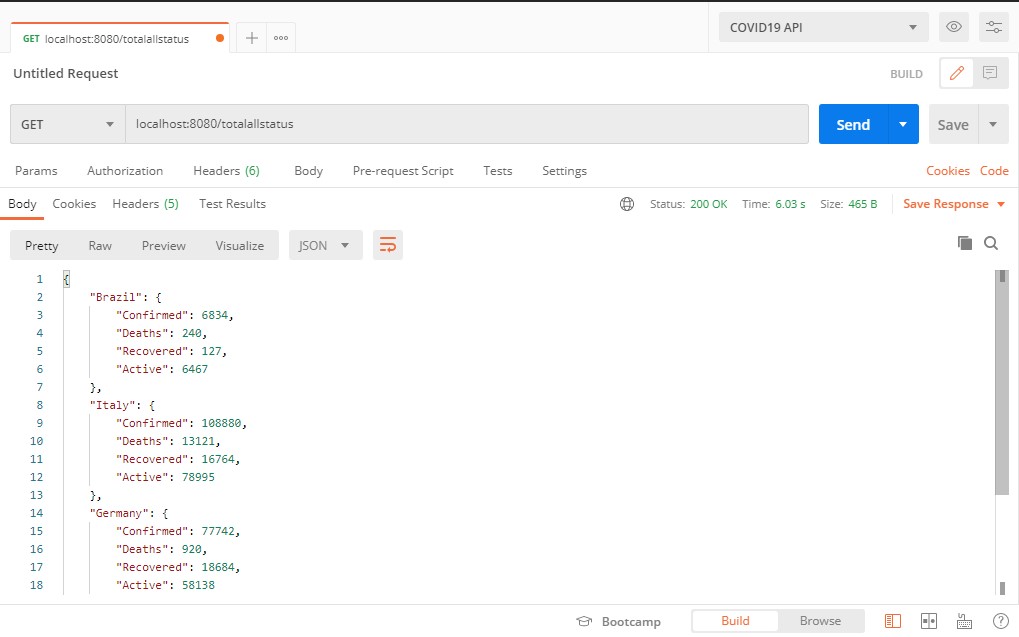 GET localhost:8080/totalallstatus
COVID19 API
Untitled Request
BUILD
GET localhost:8080/totalallstatus Send Save
Params Authorization Headers (6) Body Pre-request Script Tests Settings Cookies Code
Body Cookies Headers (5) Test Results Status: 200 OK Time: 6.03 s Size: 465 B Save Response
Pretty Raw Preview Visualize JSON
1 {
2 "Brazil": {
3 "Confirmed": 6834,
4 "Deaths": 240,
5 "Recovered": 127,
6 "Active": 6467
7 },
8 "Italy": {
9 "Confirmed": 108880,
10 "Deaths": 13121,
11 "Recovered": 16764,
12 "Active": 78995
13 },
14 "Germany": {
15 "Confirmed": 77742,
16 "Deaths": 920,
17 "Recovered": 18684,
18 "Active": 58138
Bootcamp Build Browse